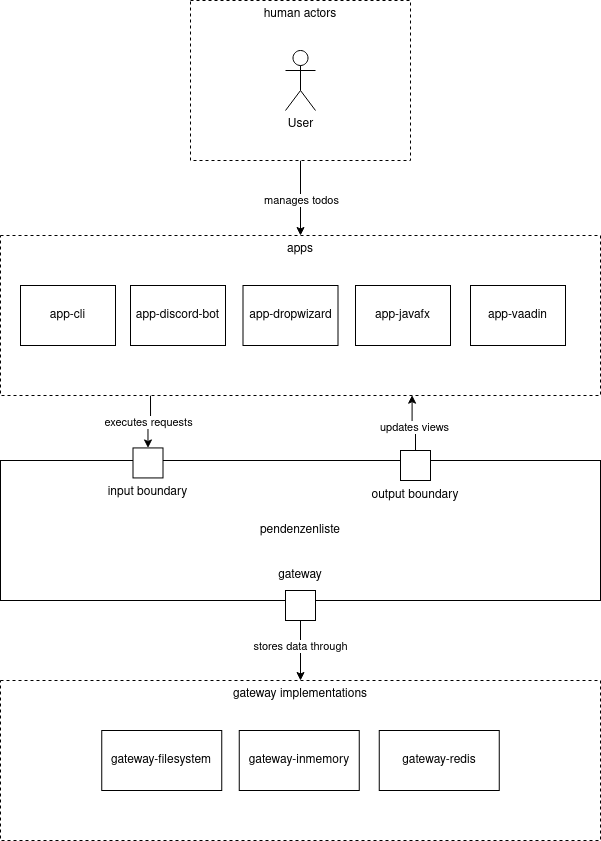 human actors
User
manages todos
apps
app-cli
app-discord-bot
app-dropwizard
app-javafx
app-vaadin
executes requests
updates views
input boundary
output boundary
pendenzenliste
gateway
stores data through
gateway implementations
gateway-filesystem
gateway-inmemory
gateway-redis